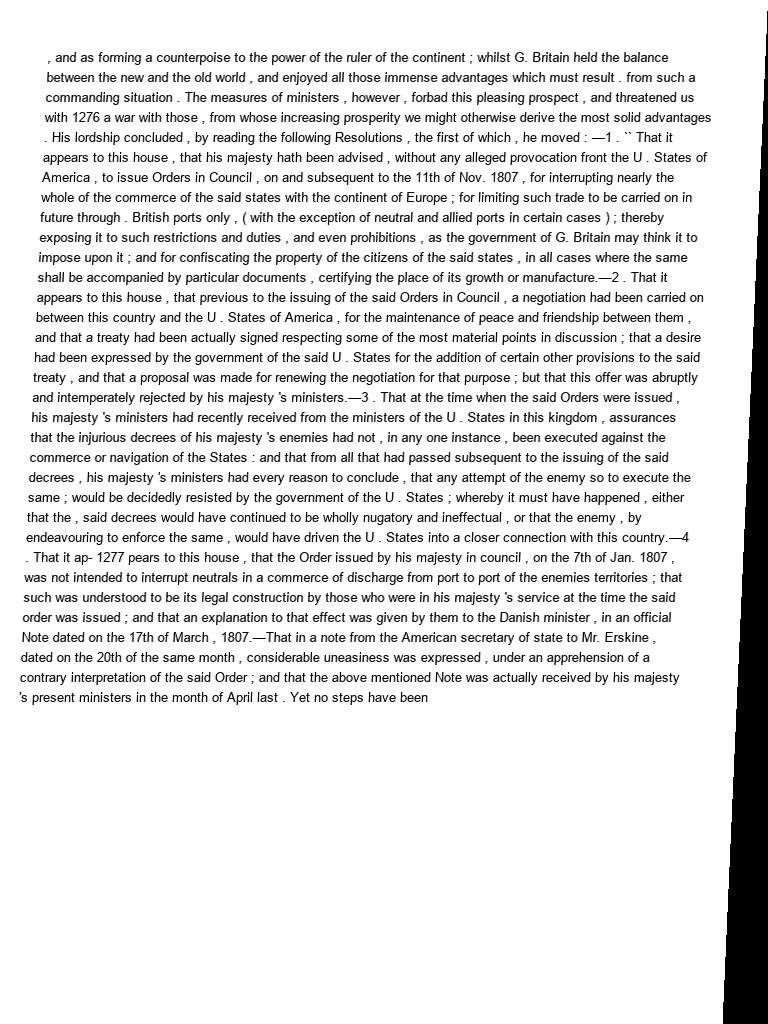 , and as forming a counterpoise to the power of the ruler of the continent ; whilst G. Britain held the balance
between the new and the old world , and enjoyed all those immense advantages which must result . from such a
commanding situation . The measures of ministers , however , forbad this pleasing prospect , and threatened us
with 1276 a war with those , from whose increasing prosperity we might otherwise derive the most solid advantages
. His lordship concluded , by reading the following Resolutions , the first of which , he moved : —1 . `` That it
appears to this house , that his majesty hath been advised , without any alleged provocation front the U . States of
America , to issue Orders in Council , on and subsequent to the 11th of Nov. 1807 , for interrupting nearly the
whole of the commerce of the said states with the continent of Europe ; for limiting such trade to be carried on in
future through . British ports only , ( with the exception of neutral and allied ports in certain cases ) ; thereby
exposing it to such restrictions and duties , and even prohibitions , as the government of G. Britain may think it to
impose upon it ; and for confiscating the property of the citizens of the said states , in all cases where the same
shall be accompanied by particular documents , certifying the place of its growth or manufacture.—2 . That it
appears to this house , that previous to the issuing of the said Orders in Council , a negotiation had been carried on
between this country and the U . States of America , for the maintenance of peace and friendship between them ,
and that a treaty had been actually signed respecting some of the most material points in discussion ; that a desire
had been expressed by the government of the said U . States for the addition of certain other provisions to the said
treaty , and that a proposal was made for renewing the negotiation for that purpose ; but that this offer was abruptly
and intemperately rejected by his majesty 's ministers.—3 . That at the time when the said Orders were issued ,
his majesty 's ministers had recently received from the ministers of the U . States in this kingdom , assurances
that the injurious decrees of his majesty 's enemies had not , in any one instance , been executed against the
commerce or navigation of the States : and that from all that had passed subsequent to the issuing of the said
decrees , his majesty 's ministers had every reason to conclude , that any attempt of the enemy so to execute the
same ; would be decidedly resisted by the government of the U . States ; whereby it must have happened , either
that the , said decrees would have continued to be wholly nugatory and ineffectual , or that the enemy , by
endeavouring to enforce the same , would have driven the U . States into a closer connection with this country.—4
. That it ap- 1277 pears to this house , that the Order issued by his majesty in council , on the 7th of Jan. 1807 ,
was not intended to interrupt neutrals in a commerce of discharge from port to port of the enemies territories ; that
such was understood to be its legal construction by those who were in his majesty 's service at the time the said
order was issued ; and that an explanation to that effect was given by them to the Danish minister , in an official
Note dated on the 17th of March , 1807.—That in a note from the American secretary of state to Mr. Erskine ,
dated on the 20th of the same month , considerable uneasiness was expressed , under an apprehension of a
contrary interpretation of the said Order ; and that the above mentioned Note was actually received by his majesty
's present ministers in the month of April last . Yet no steps have been